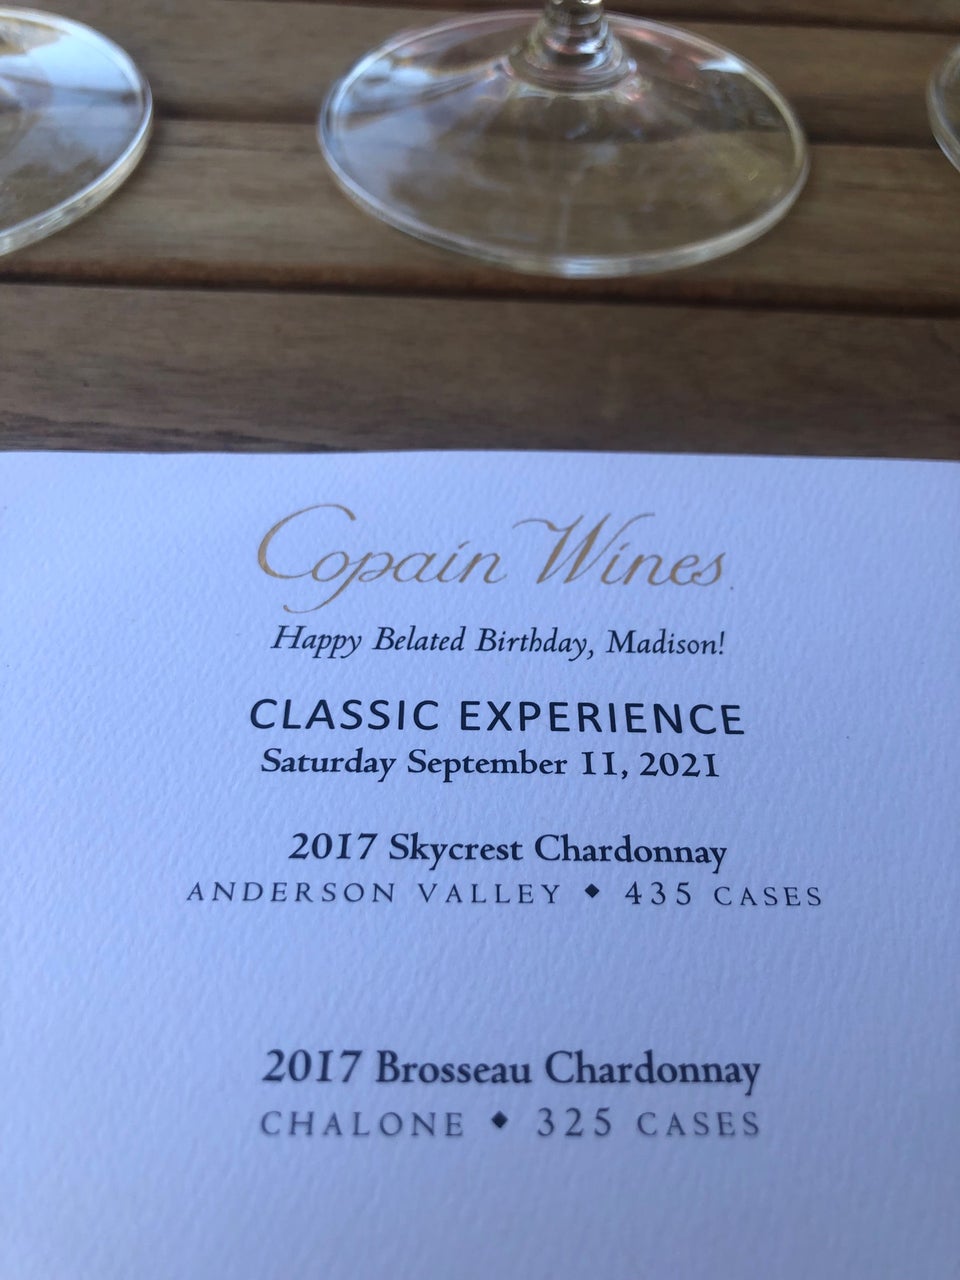 Copain Wines
Happy Belated Birthday, Madison!
CLASSIC EXPERIENCE
Saturday September 11, 2021
2017 Skycrest Chardonnay
ANDERSON VALLEY ◆ 435 CASES
2017 Brosseau Chardonnay
CHALONE ◆ 325 CASES